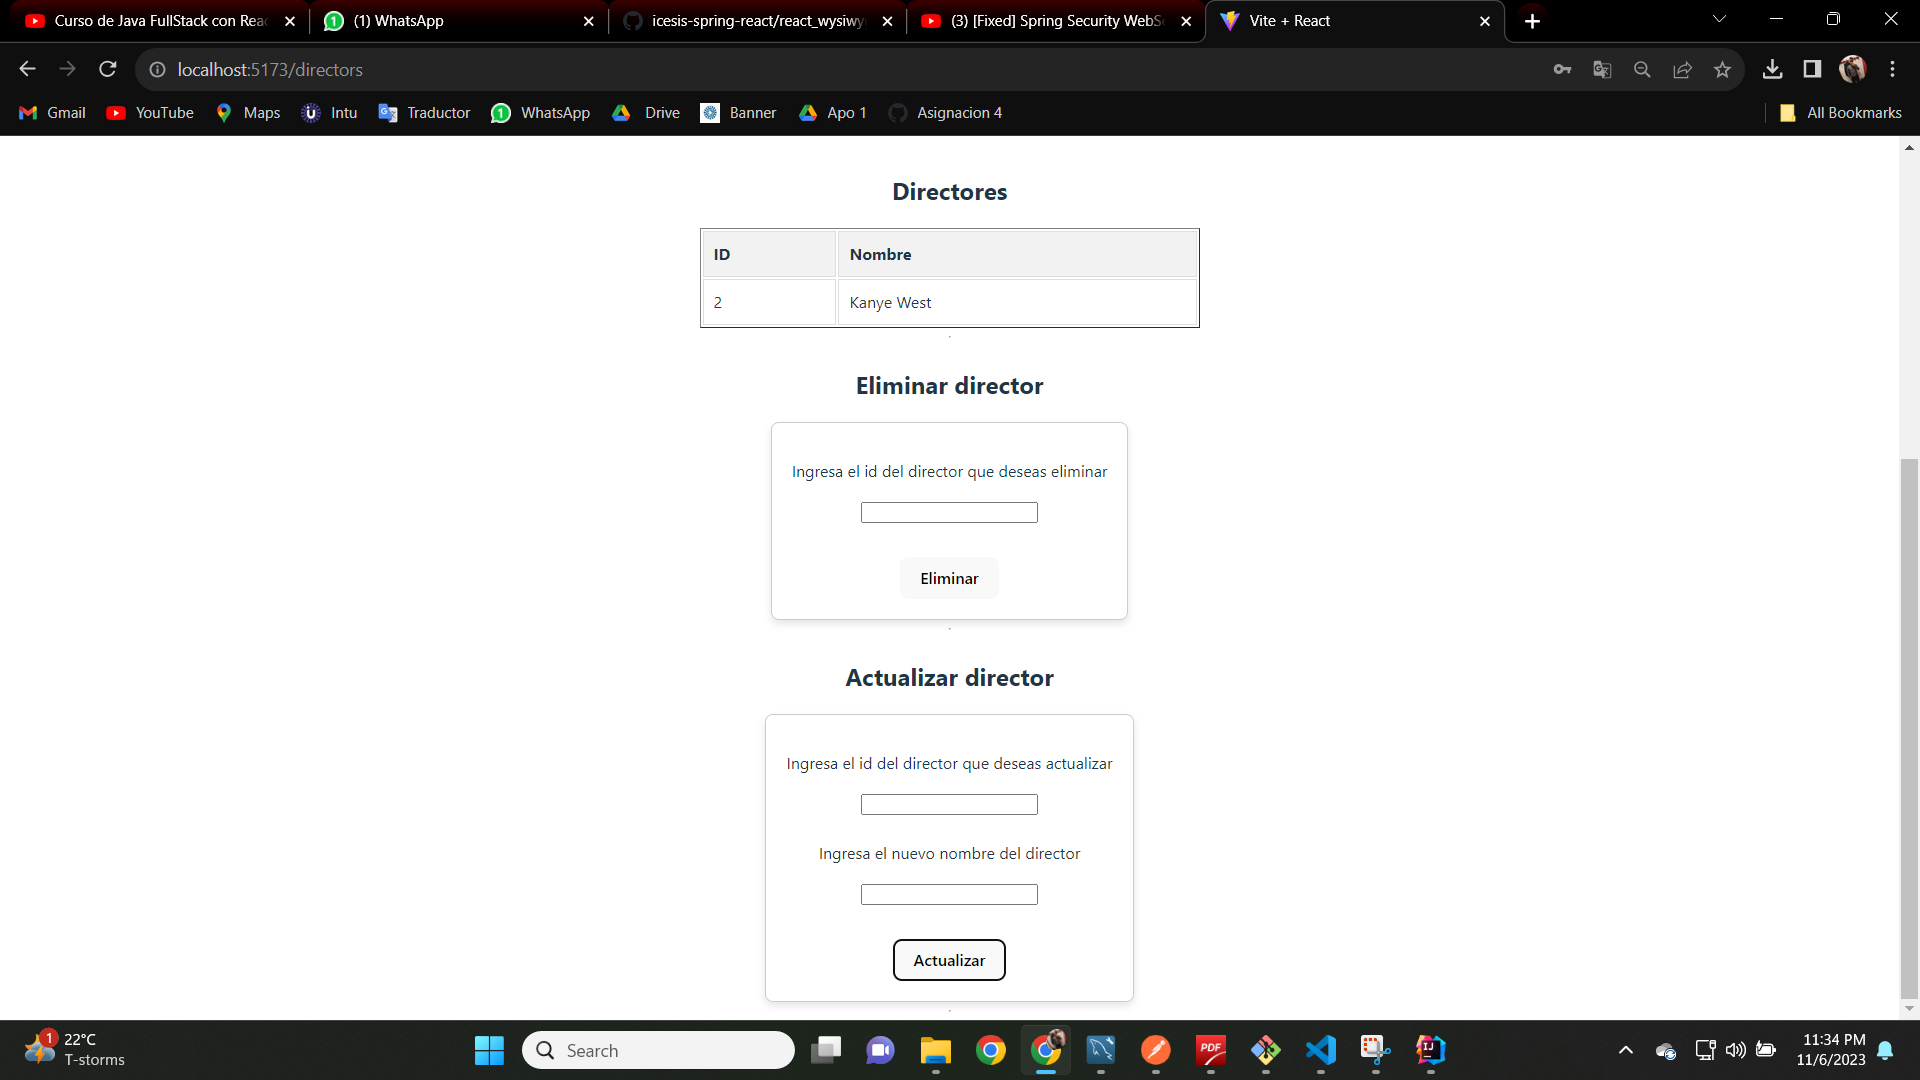 Curso de Java FullStack con Reac
(1) WhatsApp
icesis-spring-react/react_wysiwy
(3) [Fixed] Spring Security WebSe
Vite + React
localhost:5173/directors
Gmail
YouTube
Maps
Intu
Traductor
WhatsApp
Drive
Banner
Apo 1
Asignacion 4
All Bookmarks
Directores
ID Nombre
2 Kanye West
Eliminar director
Ingresa el id del director que deseas eliminar
Eliminar
Actualizar director
Ingresa el id del director que deseas actualizar
Ingresa el nuevo nombre del director
Actualizar
1
22°C
T-storms
Search
PDF
IJ
11:34 PM
11/6/2023